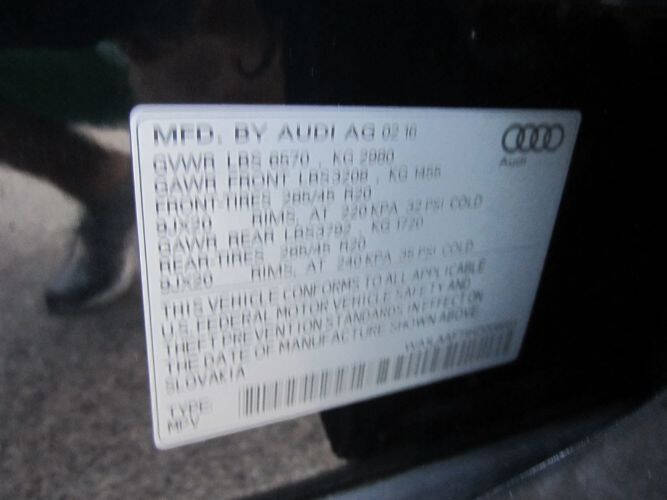 MFD. BY AUDI AG 02 16
Audi
GVWR LBS 6570 , KG 2980
GAWR FRONT LBS3208 , KG 1455
FRONT-TIRES 285/45 R20
9JX20 RIMS, AT 220 KPA, 32 PSI COLD
GAWR REAR LBS3792 , KG 1720
REAR-TIRES 285/45 R20
9JX20 RIMS, AT 240 KPA, 35 PSI COLD
THIS VEHICLE CONFORMS TO ALL APPLICABLE
U.S. FEDERAL MOTOR VEHICLE SAFETY AND
THEFT PREVENTION STANDARDS IN EFFECT ON
THE DATE OF MANUFACTURE SHOWN ABOVE.
SLOVAKIA
TYPE:
MPV